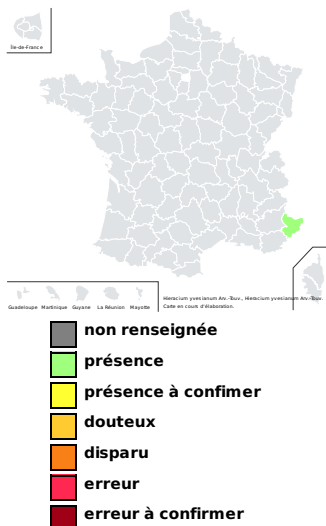 Île-de-France
Guadeloupe Martinique Guyane La Réunion Mayotte
Hieracium yvesianum Arv.-Touv., Hieracium yvesianum Arv.-Touv.
Carte en cours d'élaboration.
non renseignée
présence
présence à confimer
douteux
disparu
erreur
erreur à confirmer